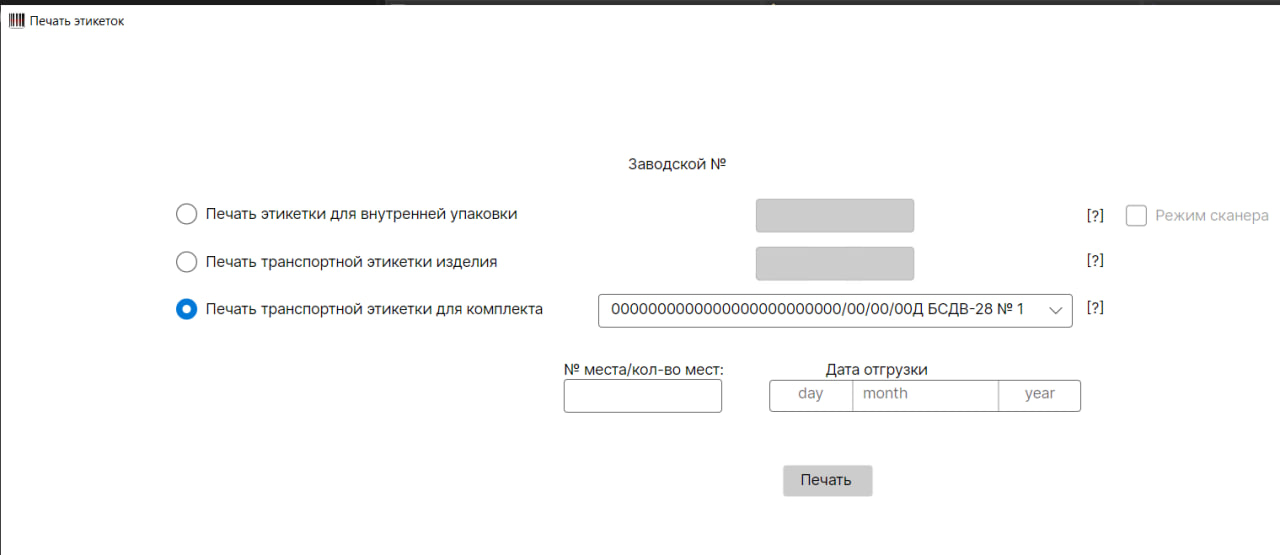 Печать этикеток
Заводской №
Печать этикетки для внутренней упаковки
[?]
Режим сканера
Печать транспортной этикетки изделия
[?]
Печать транспортной этикетки для комплекта
0000000000000000000000000/00/00/00Д БСДВ-28 № 1
[?]
№ места/кол-во мест:
Дата отгрузки
day
month
year
Печать